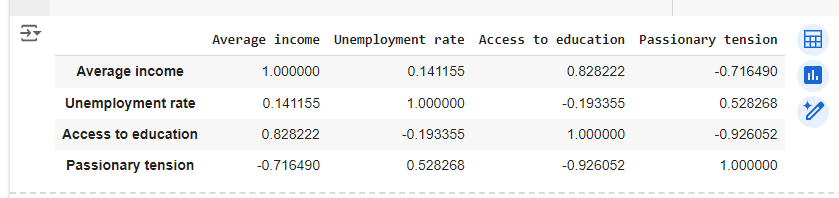 Average income Unemployment rate Access to education Passionary tension
Average income 1.000000 0.141155 0.828222 -0.716490
Unemployment rate 0.141155 1.000000 -0.193355 0.528268
Access to education 0.828222 -0.193355 1.000000 -0.926052
Passionary tension -0.716490 0.528268 -0.926052 1.000000